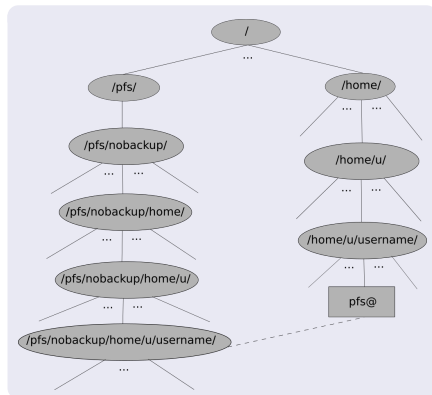 /
...
/pfs/
/home/
... ...
/pfs/nobackup/
/home/u/
... ...
... ...
/pfs/nobackup/home/
/home/u/username/
... ...
... ...
/pfs/nobackup/home/u/
pfs@
... ...
/pfs/nobackup/home/u/username/
...